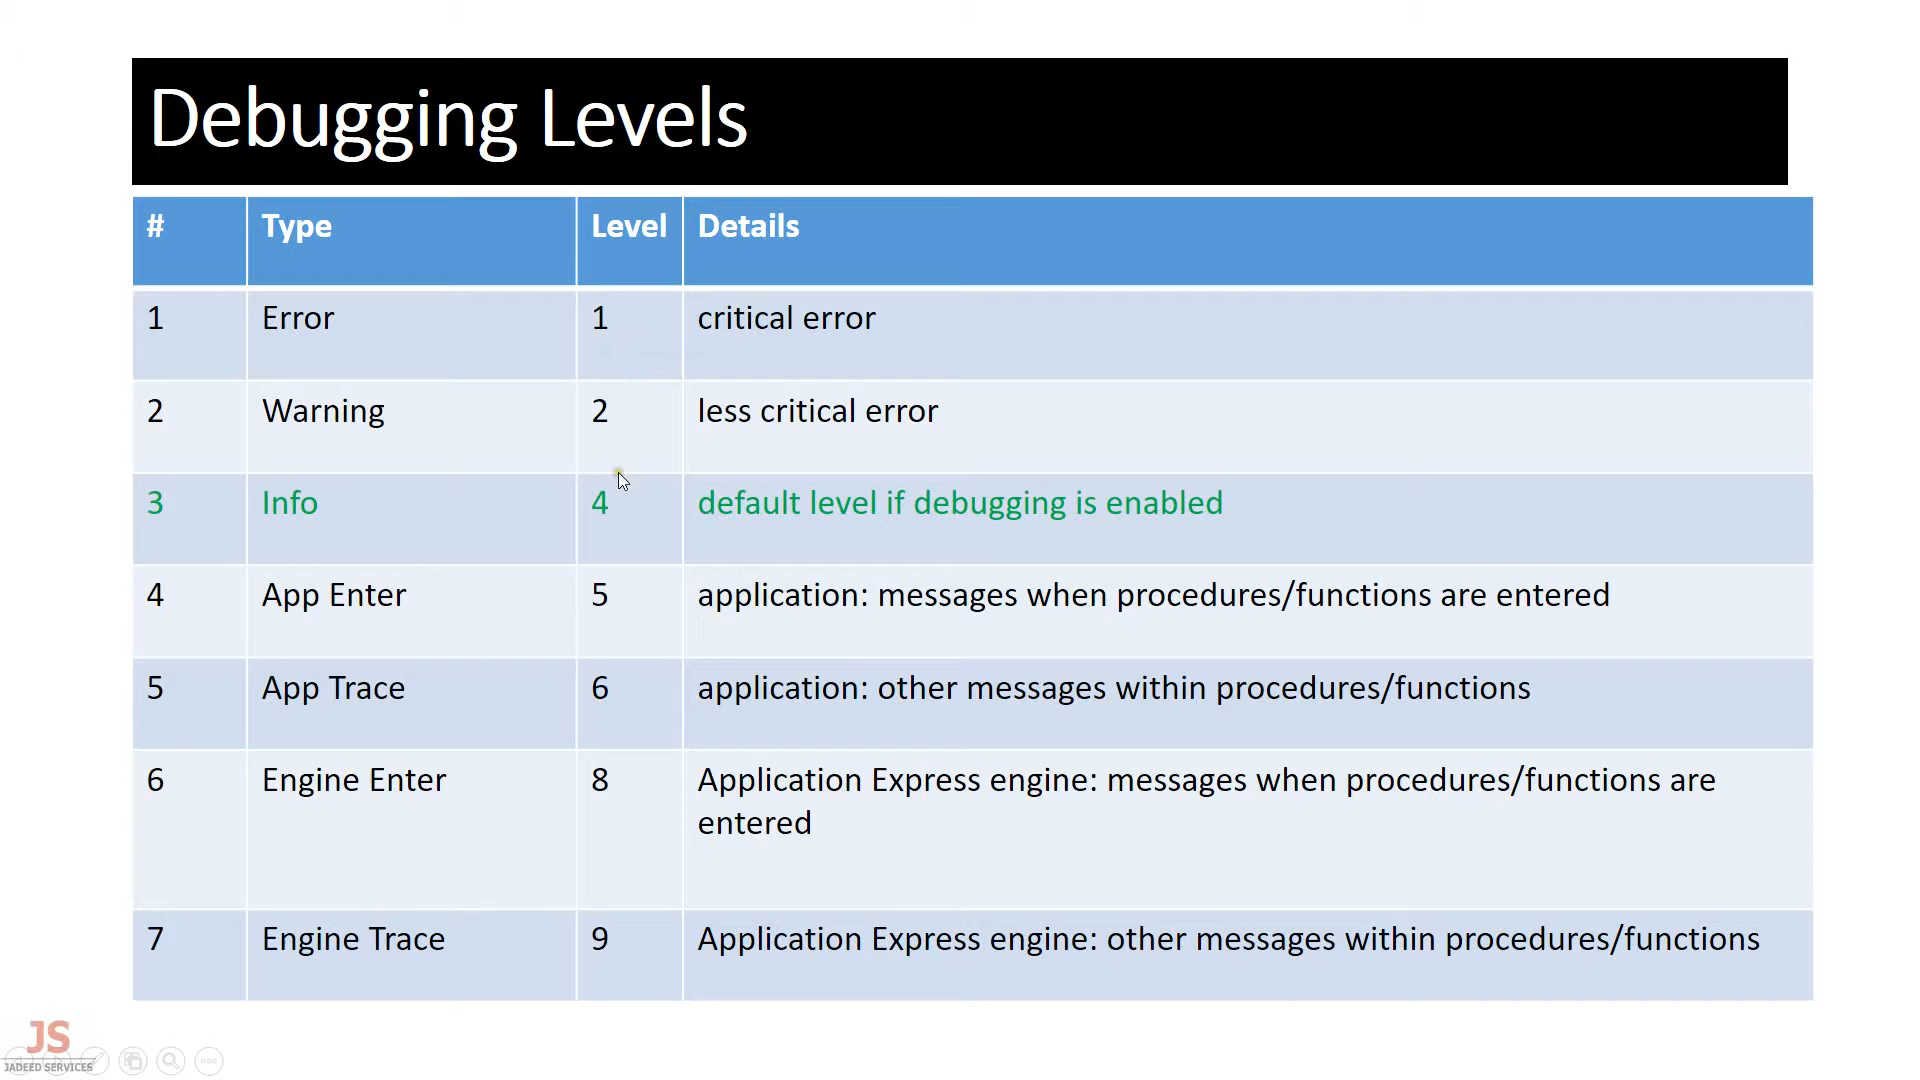 Debugging Levels
# Type Level Details
1 Error 1 critical error
2 Warning 2 less critical error
3 Info 4 default level if debugging is enabled
4 App Enter 5 application: messages when procedures/functions are entered
5 App Trace 6 application: other messages within procedures/functions
6 Engine Enter 8 Application Express engine: messages when procedures/functions are
entered
7 Engine Trace 9 Application Express engine: other messages within procedures/functions
JS
JADEED SERVICES